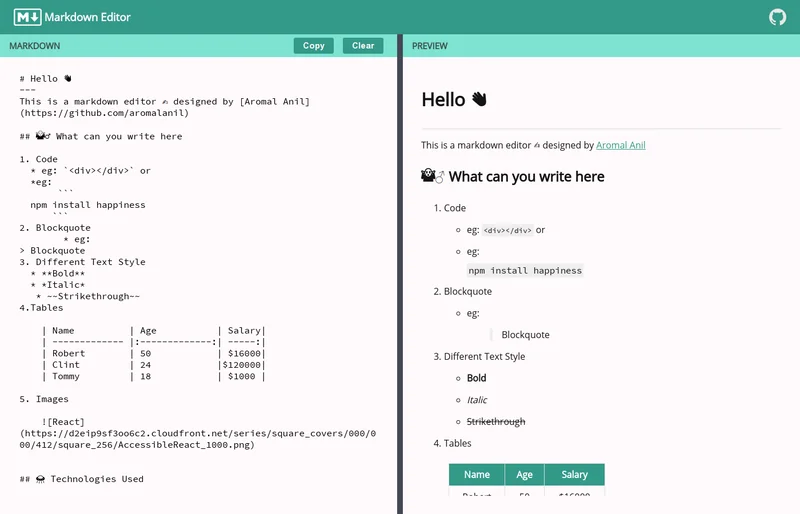 M Markdown Editor
MARKDOWN Copy Clear
# Hello 👋
---
This is a markdown editor ✍ designed by [Aromal Anil]
(https://github.com/aromalanil)
## ♂ What can you write here
1. Code
* eg: `<div></div>` or
*eg:
```
npm install happiness
```
2. Blockquote
* eg:
> Blockquote
3. Different Text Style
* **Bold**
* *Italic*
* ~~Strikethrough~~
4.Tables
| Name | Age | Salary|
| ------------- |:-------------:| -----:|
| Robert | 50 | $16000|
| Clint | 24 |$120000|
| Tommy | 18 | $1000 |
5. Images
![React]
(https://d2eip9sf3oo6c2.cloudfront.net/series/square_covers/000/0
00/412/square_256/AccessibleReact_1000.png)
## Technologies Used
PREVIEW
Hello 👋
This is a markdown editor ✍ designed by Aromal Anil
♂ What can you write here
1. Code
eg: <div></div> or
eg:
npm install happiness
2. Blockquote
eg:
Blockquote
3. Different Text Style
Bold
Italic
Strikethrough
4. Tables
Name Age Salary
Robert 50 $16000